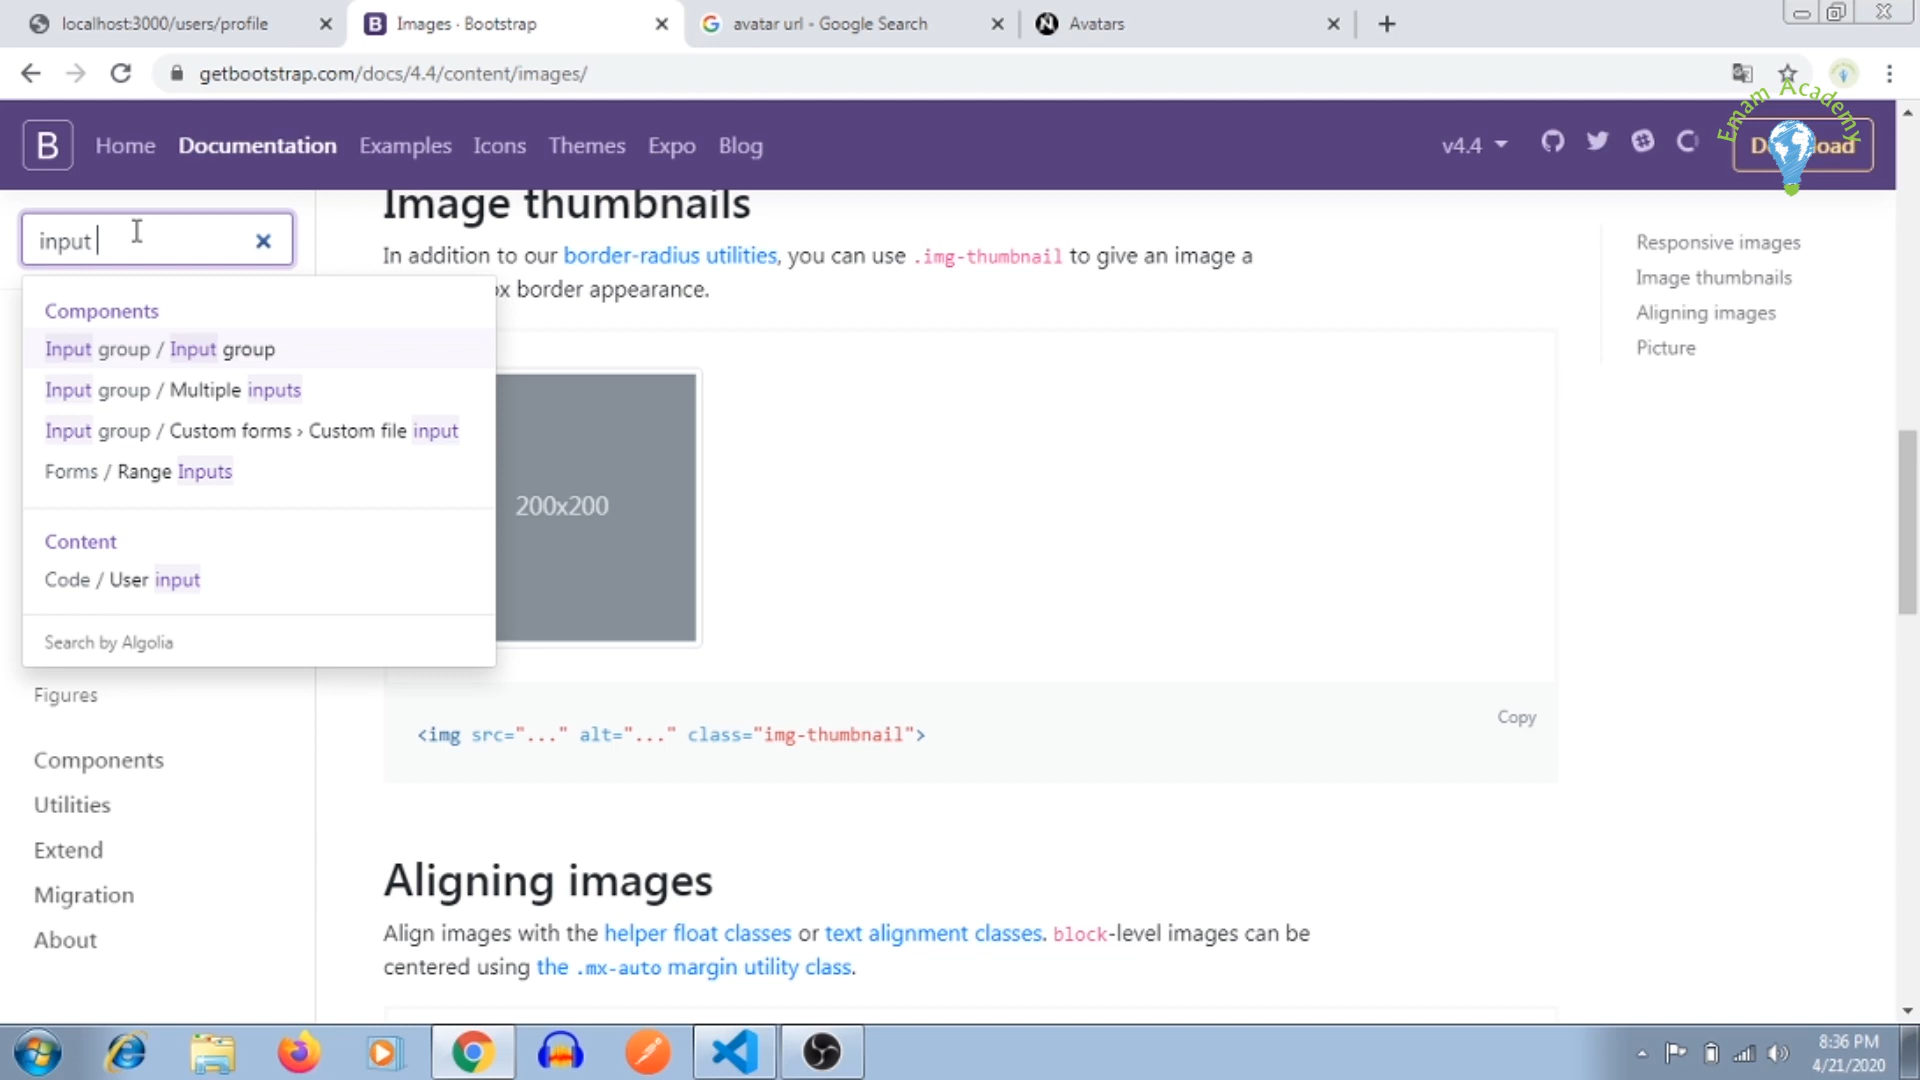 localhost:3000/users/profile
Images · Bootstrap
avatar url - Google Search
Avatars
getbootstrap.com/docs/4.4/content/images/
B Home Documentation Examples Icons Themes Expo Blog v4.4
Emam Academy
input
Image thumbnails
In addition to our border-radius utilities, you can use .img-thumbnail to give an image a
x border appearance.
Components
Input group / Input group
Input group / Multiple inputs
Input group / Custom forms › Custom file input
Forms / Range Inputs
Content
Code / User input
Search by Algolia
200x200
Responsive images
Image thumbnails
Aligning images
Picture
Figures
Components
Utilities
Extend
Migration
About
Copy
<img src="..." alt="..." class="img-thumbnail">
Aligning images
Align images with the helper float classes or text alignment classes. block-level images can be
centered using the .mx-auto margin utility class.
8:36 PM
4/21/2020